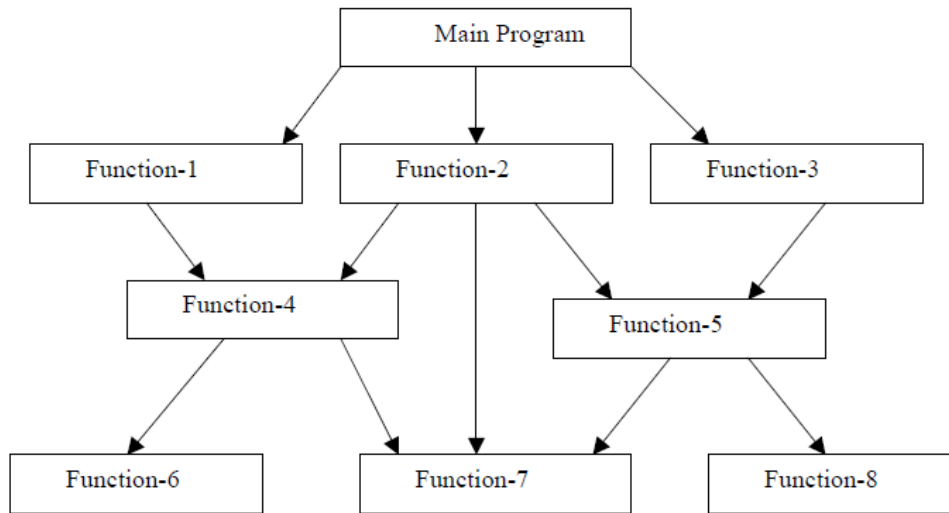 Main Program
Function-1
Function-2
Function-3
Function-4
Function-5
Function-6
Function-7
Function-8